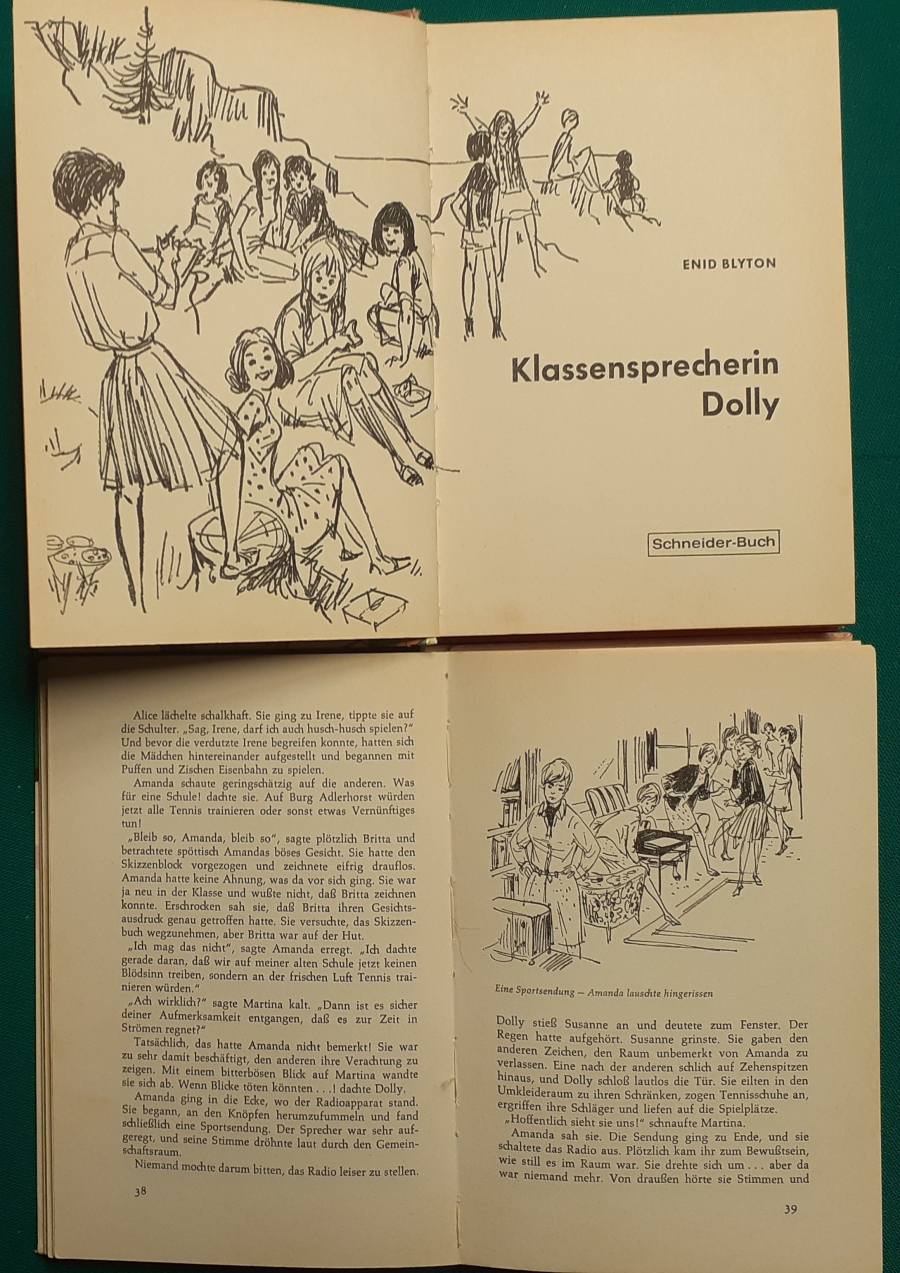 ENID BLYTON
Klassensprecherin
Dolly
Schneider-Buch
Alice lächelte schalkhaft. Sie ging zu Irene, tippte sie auf
die Schulter. „Sag, Irene, darf ich auch husch-husch spielen?“
Und bevor die verdutzte Irene begreifen konnte, hatten sich
die Mädchen hintereinander aufgestellt und begannen mit
Puffen und Zischen Eisenbahn zu spielen.
Amanda schaute geringschätzig auf die anderen. Was
für eine Schule! dachte sie. Auf Burg Adlerhorst würden
jetzt alle Tennis trainieren oder sonst etwas Vernünftiges
tun!
„Bleib so, Amanda, bleib so“, sagte plötzlich Britta und
betrachtete spöttisch Amandas böses Gesicht. Sie hatte den
Skizzenblock vorgezogen und zeichnete eifrig drauflos.
Amanda hatte keine Ahnung, was da vor sich ging. Sie war
ja neu in der Klasse und wußte nicht, daß Britta zeichnen
konnte. Erschrocken sah sie, daß Britta ihren Gesichts-
ausdruck genau getroffen hatte. Sie versuchte, das Skizzen-
buch wegzunehmen, aber Britta war auf der Hut.
„Ich mag das nicht“, sagte Amanda erregt. „Ich dachte
gerade daran, daß wir auf meiner alten Schule jetzt keinen
Blödsinn treiben, sondern an der frischen Luft Tennis trai-
nieren würden.“
„Ach wirklich?“ sagte Martina kalt. „Dann ist es sicher
deiner Aufmerksamkeit entgangen, daß es zur Zeit in
Strömen regnet?“
Tatsächlich, das hatte Amanda nicht bemerkt! Sie war
zu sehr damit beschäftigt, den anderen ihre Verachtung zu
zeigen. Mit einem bitterbösen Blick auf Martina wandte
sie sich ab. Wenn Blicke töten könnten . . .! dachte Dolly.
Amanda ging in die Ecke, wo der Radioapparat stand.
Sie begann, an den Knöpfen herumzufummeln und fand
schließlich eine Sportsendung. Der Sprecher war sehr auf-
geregt, und seine Stimme dröhnte laut durch den Gemein-
schaftsraum.
Niemand mochte darum bitten, das Radio leiser zu stellen.
38
Eine Sportsendung – Amanda lauschte hingerissen
Dolly stieß Susanne an und deutete zum Fenster. Der
Regen hatte aufgehört. Susanne grinste. Sie gaben den
anderen Zeichen, den Raum unbemerkt von Amanda zu
verlassen. Eine nach der anderen schlich auf Zehenspitzen
hinaus, und Dolly schloß lautlos die Tür. Sie eilten in den
Umkleideraum zu ihren Schränken, zogen Tennisschuhe an,
ergriffen ihre Schläger und liefen auf die Spielplätze.
„Hoffentlich sieht sie uns!“ schnaufte Martina.
Amanda sah sie. Die Sendung ging zu Ende, und sie
schaltete das Radio aus. Plötzlich kam ihr zum Bewußtsein,
wie still es im Raum war. Sie drehte sich um . . . aber da
war niemand mehr. Von draußen hörte sie Stimmen und
39